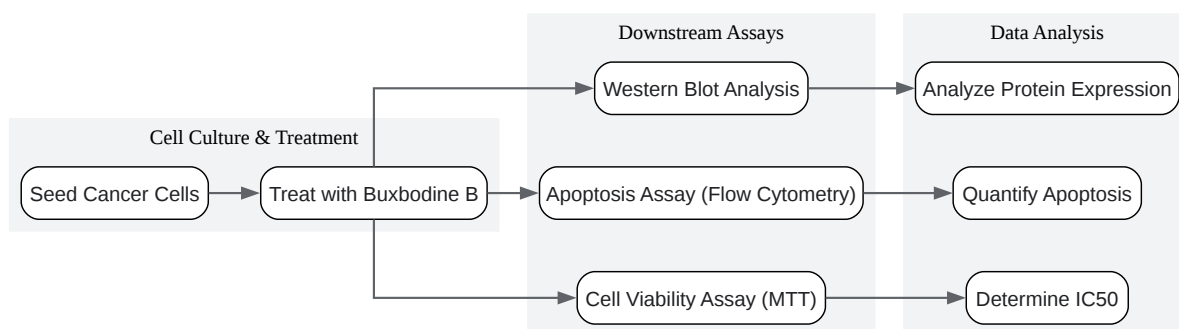 Downstream Assays
Data Analysis
Western Blot Analysis
Analyze Protein Expression
Cell Culture & Treatment
Seed Cancer Cells
Treat with Buxbodine B
Apoptosis Assay (Flow Cytometry)
Quantify Apoptosis
Cell Viability Assay (MTT)
Determine IC50